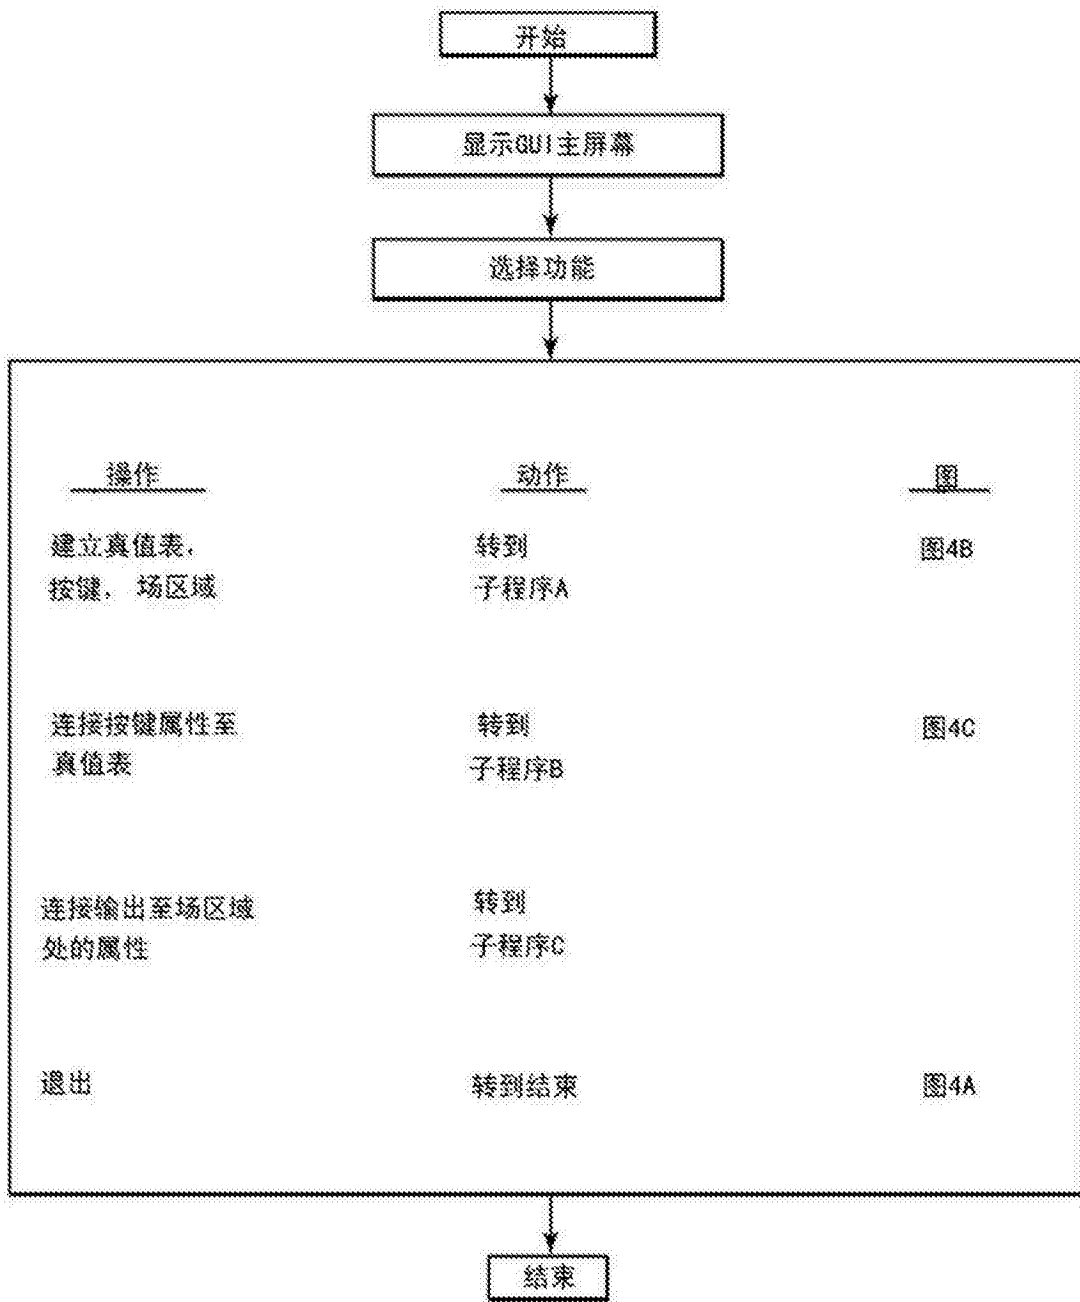 开始
显示GUI主屏幕
选择功能
操作
动作
图
建立真值表，
按键， 场区域
转到
子程序A
图4B
连接按键属性至
真值表
转到
子程序B
图4C
连接输出至场区域
处的属性
转到
子程序C
退出
转到结束
图4A
结束